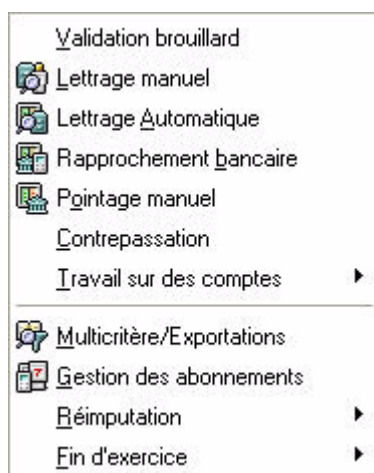 Validation brouillard
Lettrage manuel
Lettrage Automatique
Rapprochement bancaire
Pointage manuel
Contrepassation
Travail sur des comptes
Multicritère/Exportations
Gestion des abonnements
Réimputation
Fin d'exercice